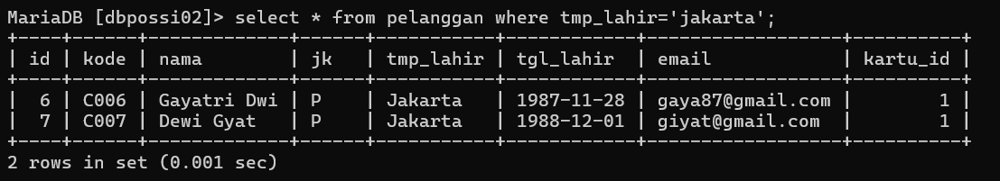 MariaDB [dbpossi02]> select * from pelanggan where tmp_lahir='jakarta';
+----+------+-------------+------+-----------+------------+------------------+----------+
| id | kode | nama        | jk   | tmp_lahir | tgl_lahir  | email            | kartu_id |
+----+------+-------------+------+-----------+------------+------------------+----------+
|  6 | C006 | Gayatri Dwi | P    | Jakarta   | 1987-11-28 | gaya87@gmail.com |        1 |
|  7 | C007 | Dewi Gyat   | P    | Jakarta   | 1988-12-01 | giyat@gmail.com  |        1 |
+----+------+-------------+------+-----------+------------+------------------+----------+
2 rows in set (0.001 sec)